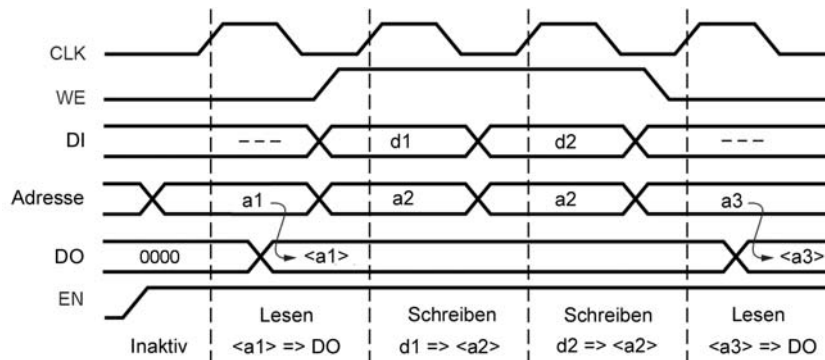 CLK
WE
DI --- d1 d2 ---
Adresse a1 a2 a2 a3
DO 0000 <a1> <a3>
EN
Lesen Schreiben Schreiben Lesen
Inaktiv <a1> => DO d1 => <a2> d2 => <a2> <a3> => DO